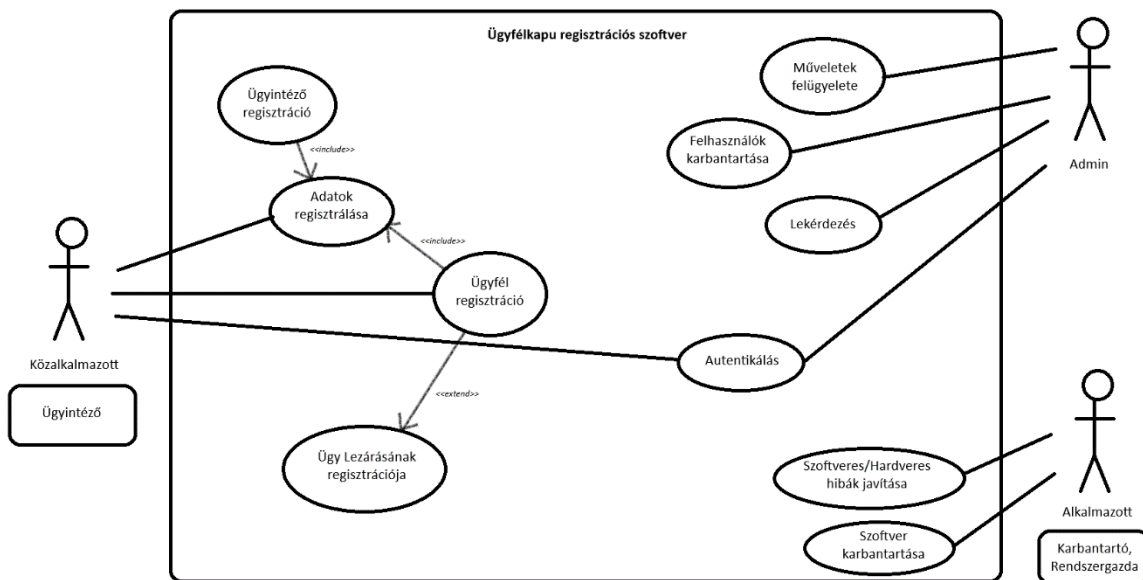 Ügyfélkapu regisztrációs szoftver
Ügyintéző
regisztráció
<<include>>
Adatok
regisztrálása
<<include>>
Ügyfél
regisztráció
<<extend>>
Ügy Lezárásának
regisztrációja
Közalkalmazott
Ügyintéző
Műveletek
felügyelete
Felhasználók
karbantartása
Lekérdezés
Autentikálás
Admin
Szoftveres/Hardveres
hibák javítása
Szoftver
karbantartása
Alkalmazott
Karbantartó,
Rendszergazda